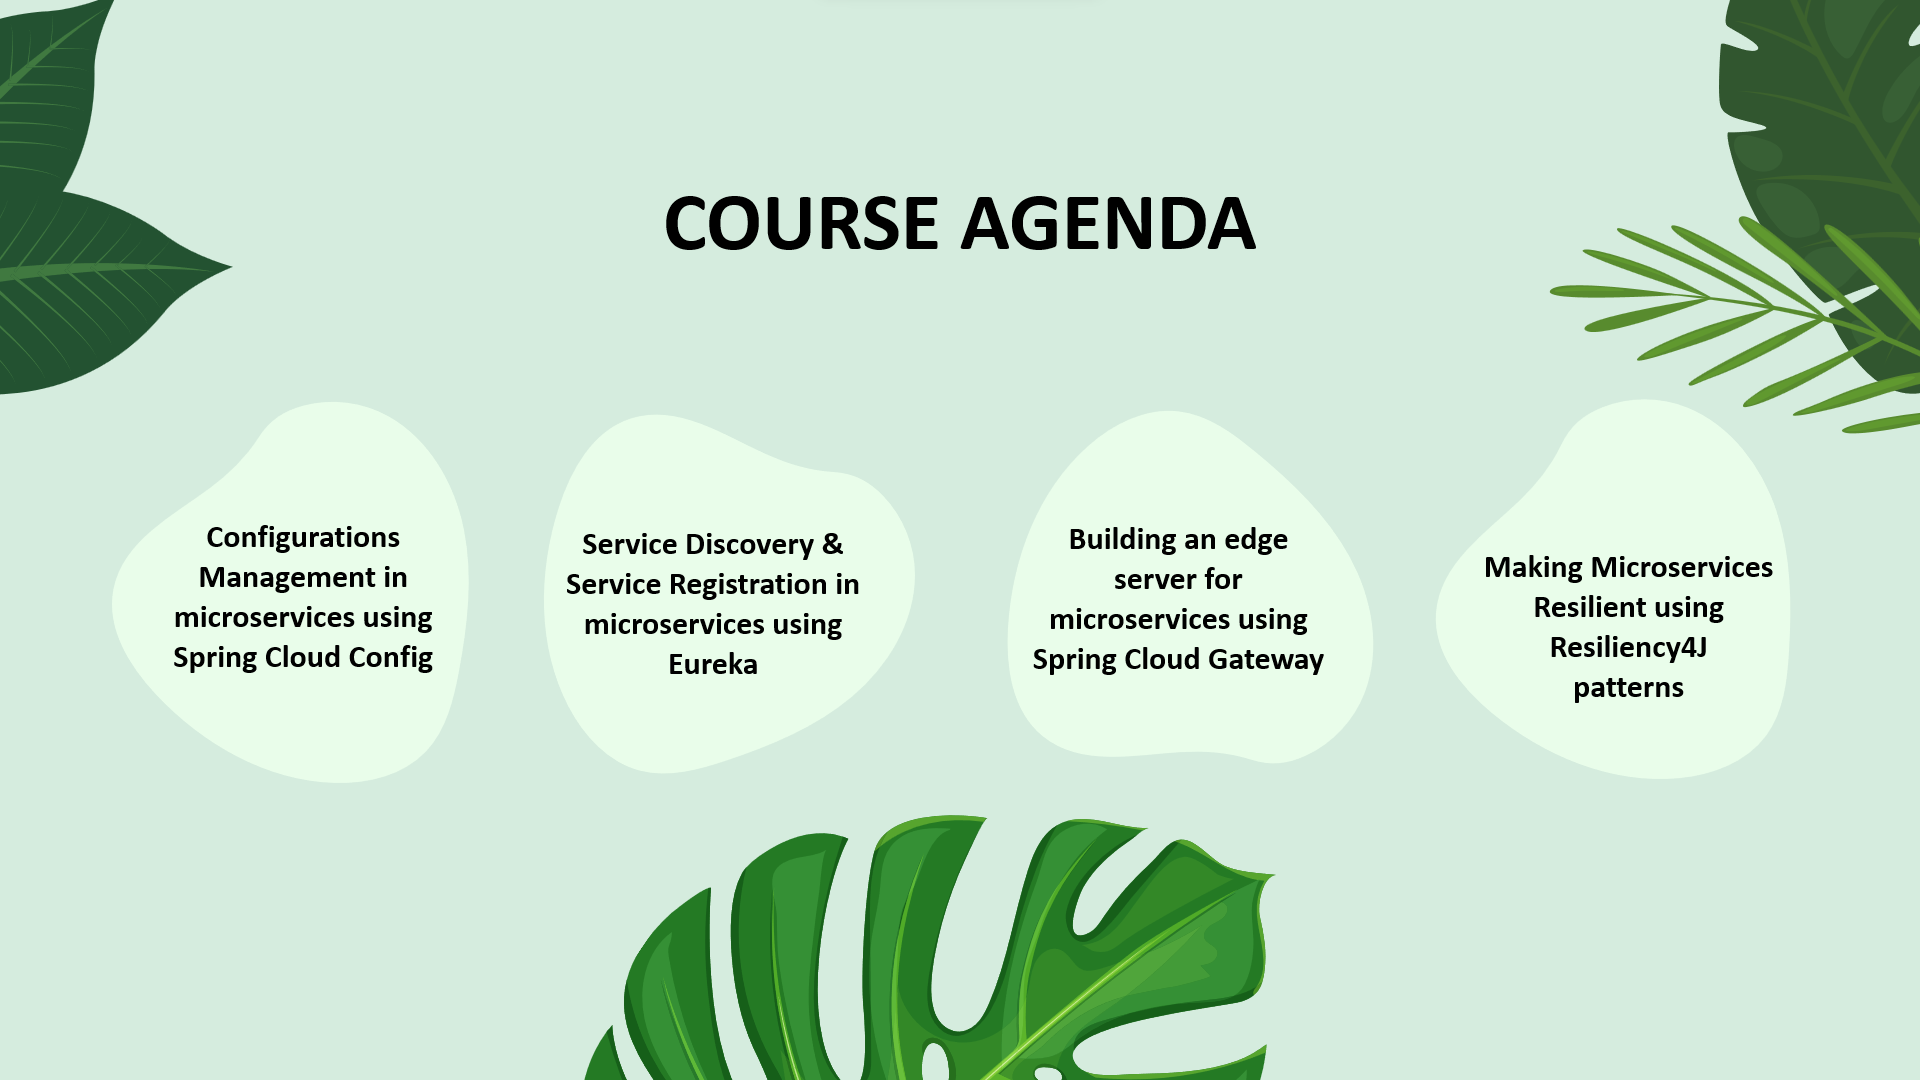 COURSE AGENDA
Configurations
Management in
microservices using
Spring Cloud Config
Service Discovery &
Service Registration in
microservices using
Eureka
Building an edge
server for
microservices using
Spring Cloud Gateway
Making Microservices
Resilient using
Resiliency4J
patterns